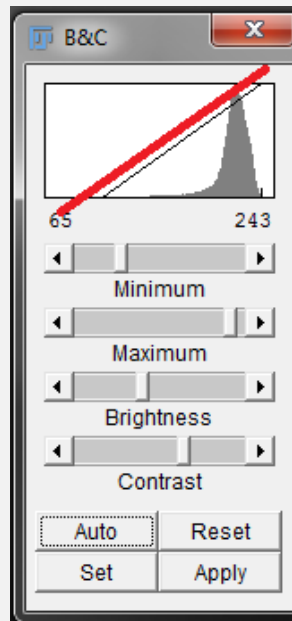 B&C
65 243
Minimum
Maximum
Brightness
Contrast
Auto Reset
Set Apply